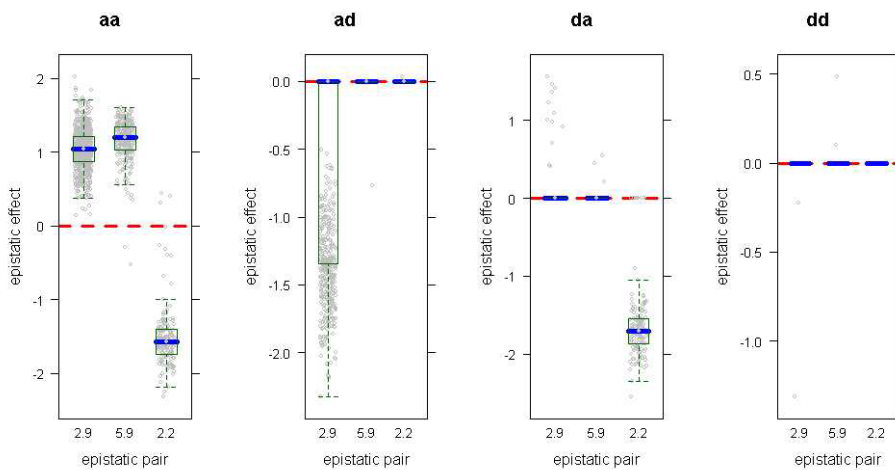 aa
epistatic effect
2
1
0
-1
-2
2.9 5.9 2.2
epistatic pair
ad
epistatic effect
0.0
-0.5
-1.0
-1.5
-2.0
2.9 5.9 2.2
epistatic pair
da
epistatic effect
1
0
-1
-2
2.9 5.9 2.2
epistatic pair
dd
epistatic effect
0.5
0.0
-0.5
-1.0
2.9 5.9 2.2
epistatic pair